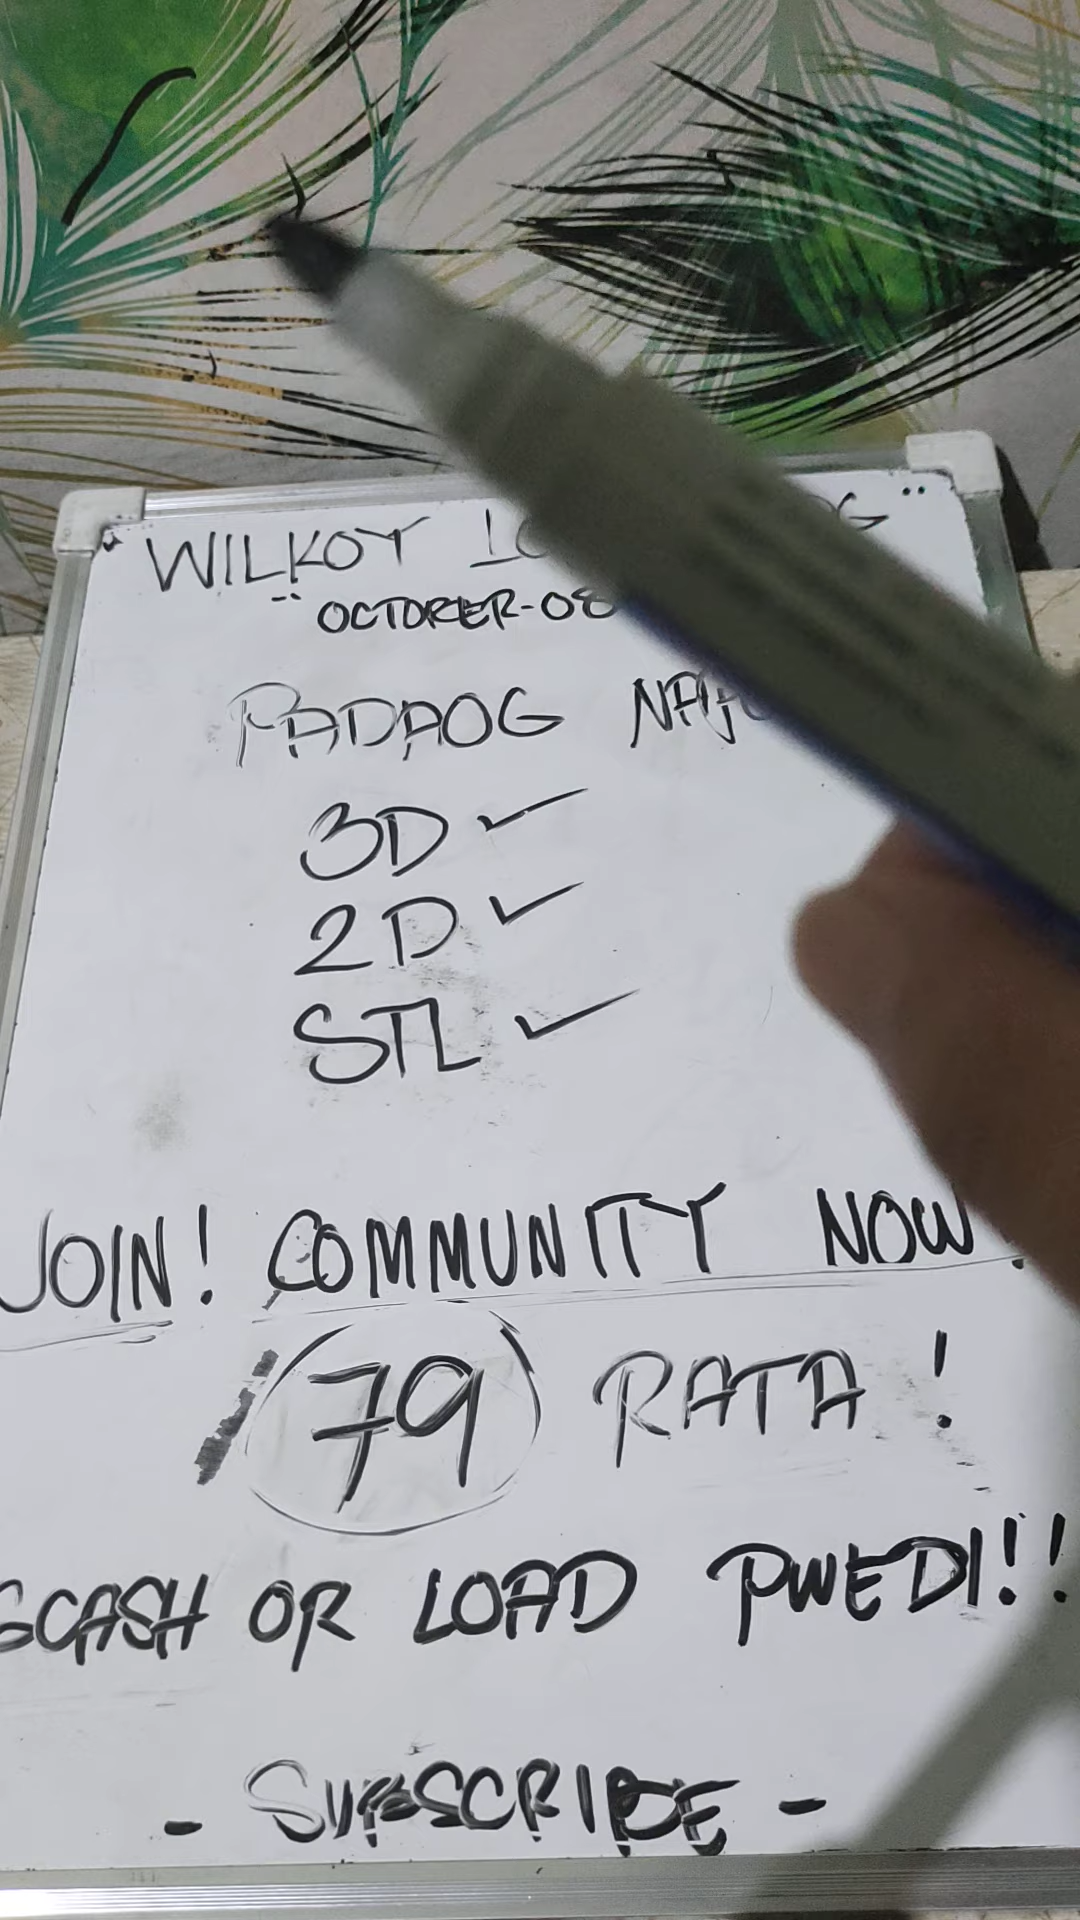 WILKOY
OCTOBER-08
PADAOG
3D
2D
STL
JOIN! COMMUNITY NOW!
79 RATA!
GCASH OR LOAD PWEDI!!
- SUBSCRIBE -